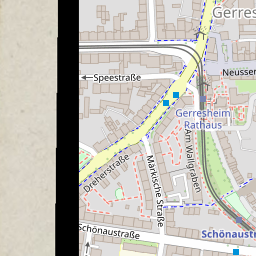 Gerres
Speestraße
Neusser
Gerresheim
Rathaus
Am Wallgraben
Dreherstraße
Märkische Straße
Schönaustraße
Schönaust